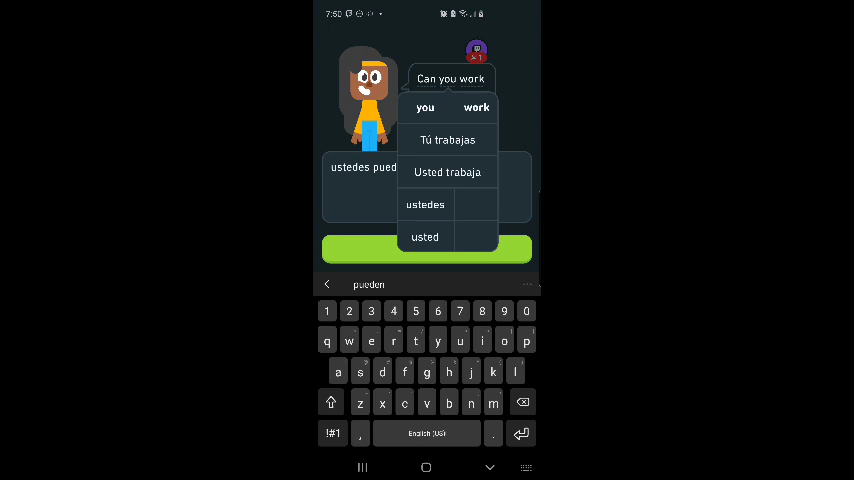 7:50
1
Can you work
you work
Tú trabajas
ustedes pued
Usted trabaja
ustedes
usted
pueden
1 2 3 4 5 6 7 8 9 0
q w e r t y u i o p
a s d f g h j k l
z x c v b n m
!#1 , English (US) .